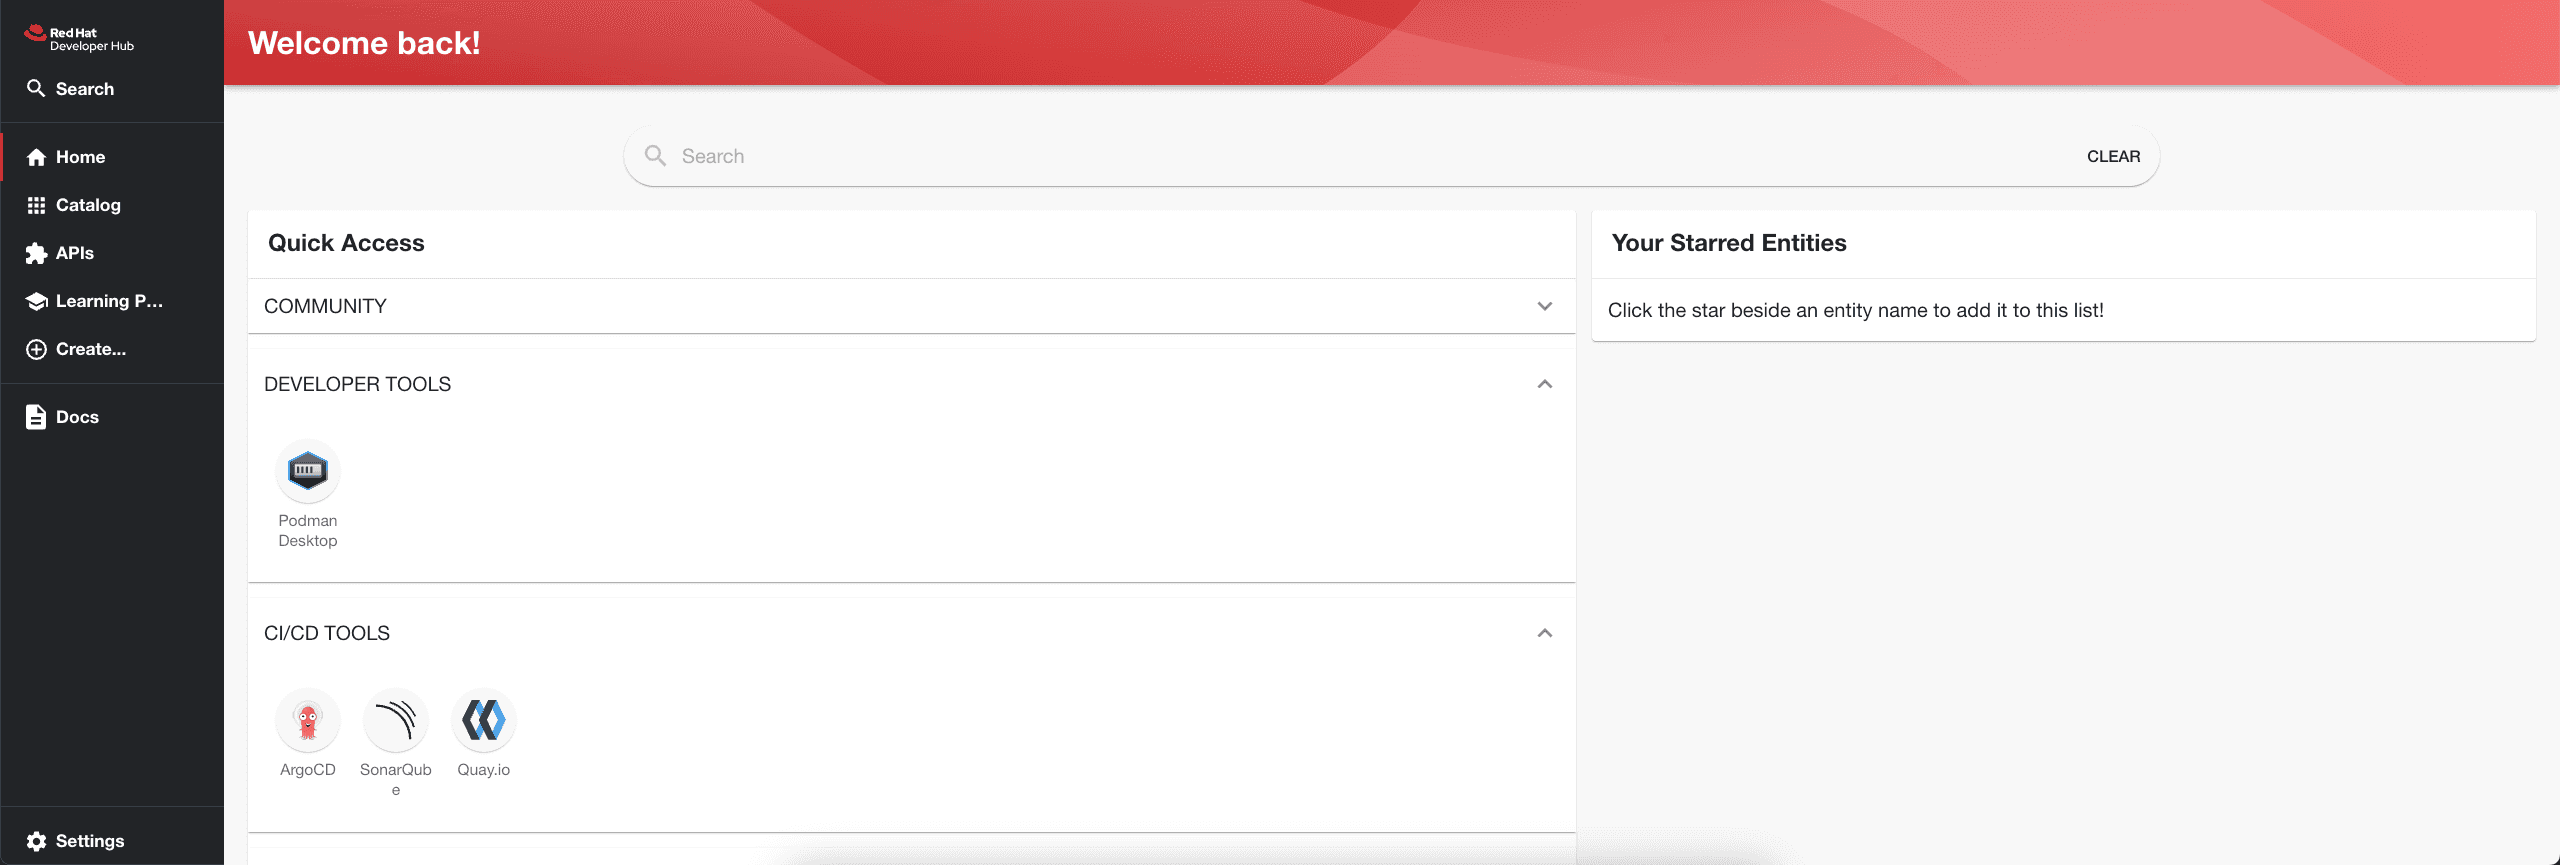 Red Hat
Developer Hub
Search
Home
Catalog
APIs
Learning P...
Create...
Docs
Settings
Welcome back!
Search
CLEAR
Quick Access
COMMUNITY
DEVELOPER TOOLS
Podman
Desktop
CI/CD TOOLS
ArgoCD
SonarQub
e
Quay.io
Your Starred Entities
Click the star beside an entity name to add it to this list!